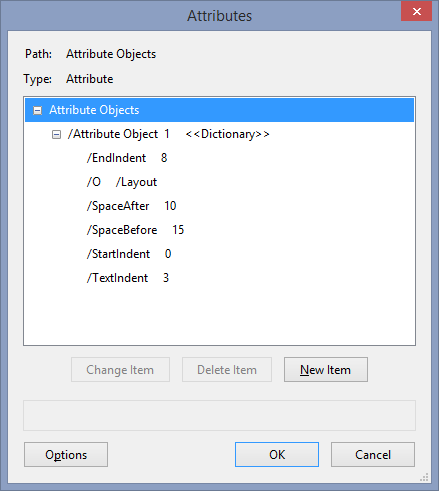 Attributes
Path: Attribute Objects
Type: Attribute
Attribute Objects
/Attribute Object 1 <<Dictionary>>
/EndIndent 8
/O /Layout
/SpaceAfter 10
/SpaceBefore 15
/StartIndent 0
/TextIndent 3
Change Item Delete Item New Item
Options OK Cancel